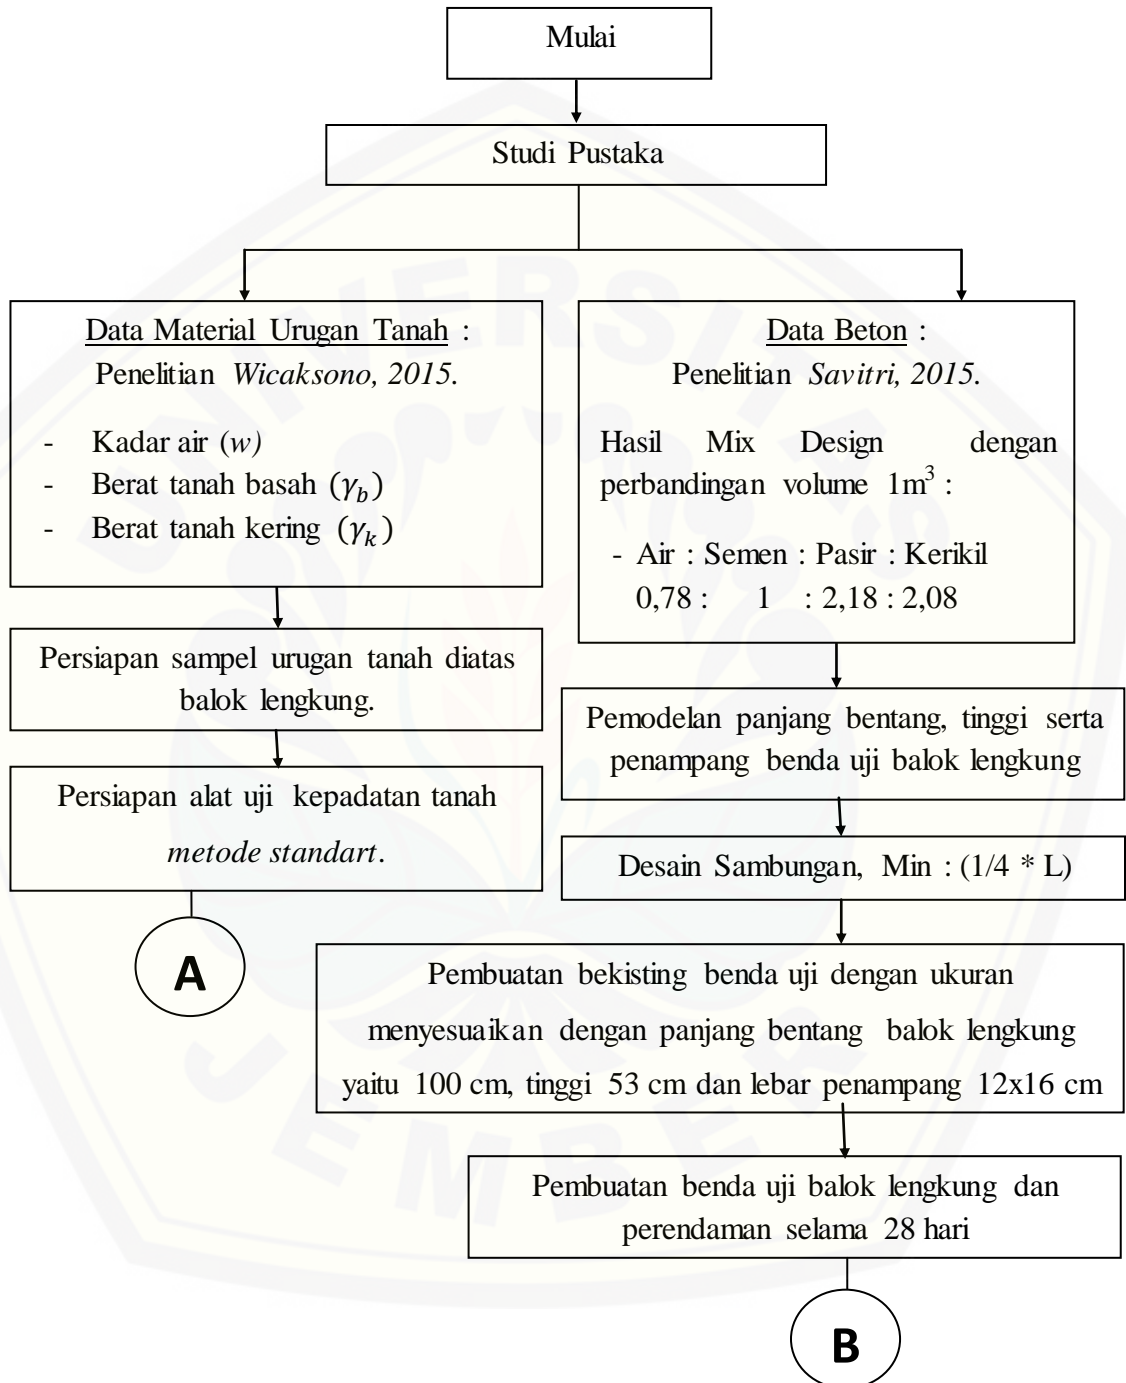 Mulai
Studi Pustaka
Data Material Urugan Tanah :
Penelitian Wicaksono, 2015.
- Kadar air (w)
- Berat tanah basah (γ_b)
- Berat tanah kering (γ_k)
Persiapan sampel urugan tanah diatas
balok lengkung.
Persiapan alat uji kepadatan tanah
metode standart.
A
Data Beton :
Penelitian Savitri, 2015.
Hasil Mix Design dengan
perbandingan volume 1m³ :
- Air : Semen : Pasir : Kerikil
0,78 : 1 : 2,18 : 2,08
Pemodelan panjang bentang, tinggi serta
penampang benda uji balok lengkung
Desain Sambungan, Min : (1/4 * L)
Pembuatan bekisting benda uji dengan ukuran
menyesuaikan dengan panjang bentang balok lengkung
yaitu 100 cm, tinggi 53 cm dan lebar penampang 12x16 cm
Pembuatan benda uji balok lengkung dan
perendaman selama 28 hari
B
UNIVERSITAS
JEMBER